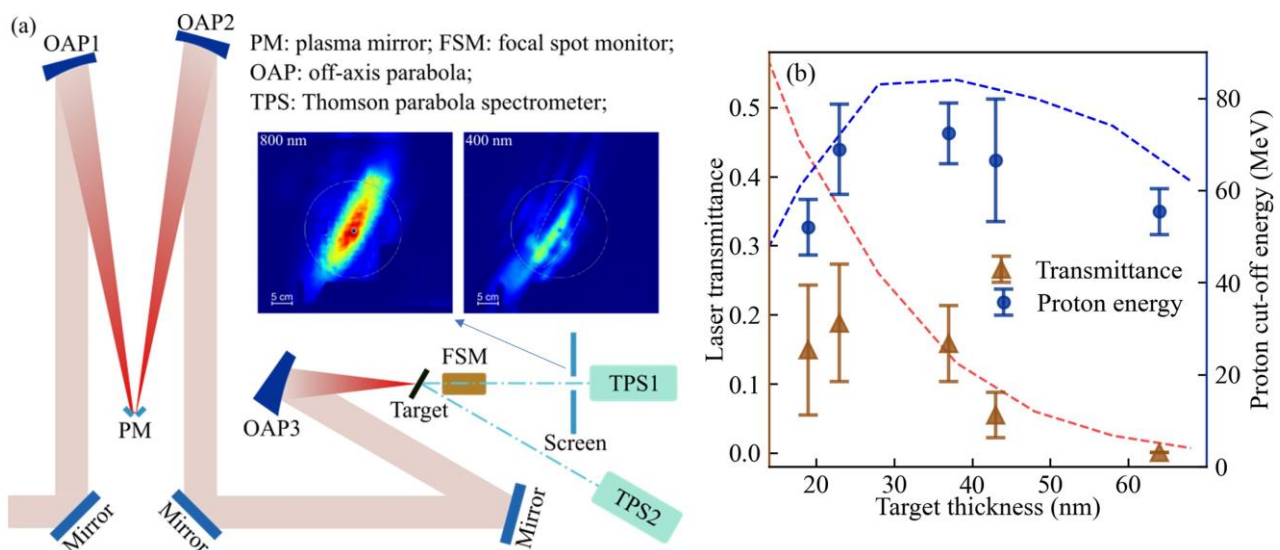 (a)
OAP1
OAP2
PM: plasma mirror; FSM: focal spot monitor;
OAP: off-axis parabola;
TPS: Thomson parabola spectrometer;
800 nm
400 nm
5 cm
5 cm
PM
OAP3
Target
FSM
Screen
TPS1
TPS2
Mirror
Mirror
Mirror
(b)
Laser transmittance
0.5
0.4
0.3
0.2
0.1
0.0
Transmittance
Proton energy
80
60
40
20
0
Proton cut-off energy (MeV)
20
30
40
50
60
Target thickness (nm)